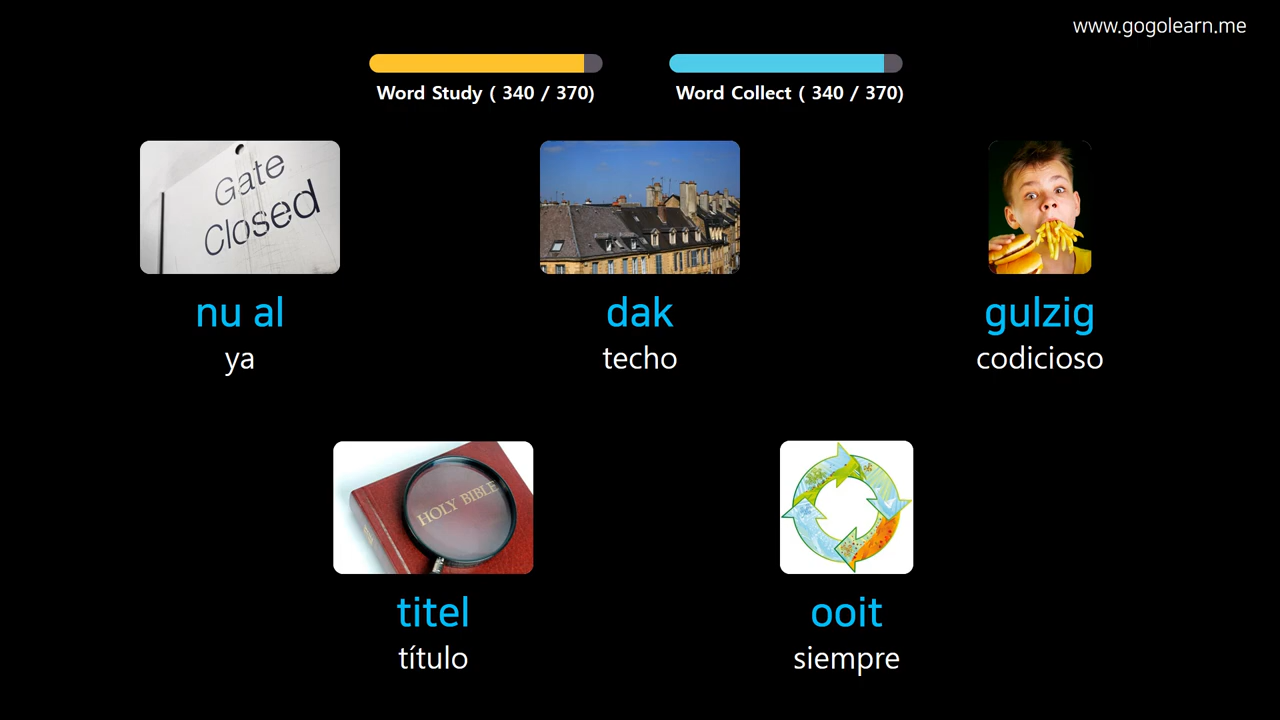 www.gogolearn.me
Word Study ( 340 / 370)
Word Collect ( 340 / 370)
Gate
Closed
nu al
ya
dak
techo
gulzig
codicioso
HOLY BIBLE
titel
título
ooit
siempre